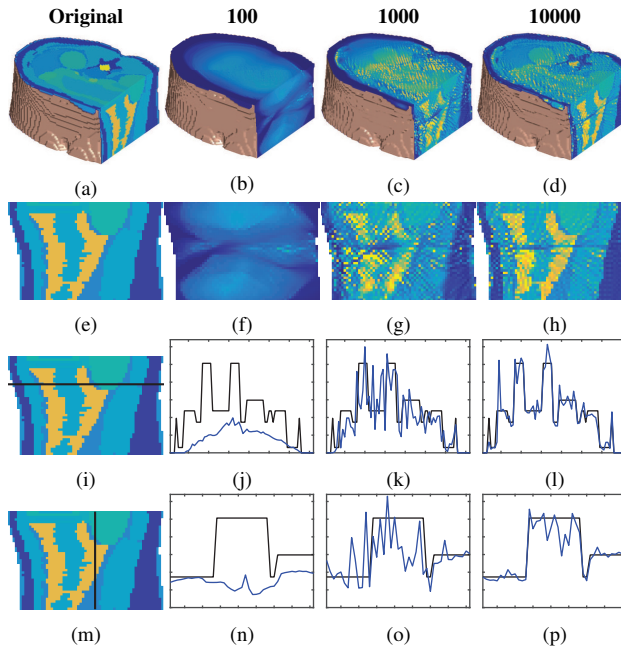 Original 100 1000 10000
(a) (b) (c) (d)
(e) (f) (g) (h)
(i) (j) (k) (l)
(m) (n) (o) (p)